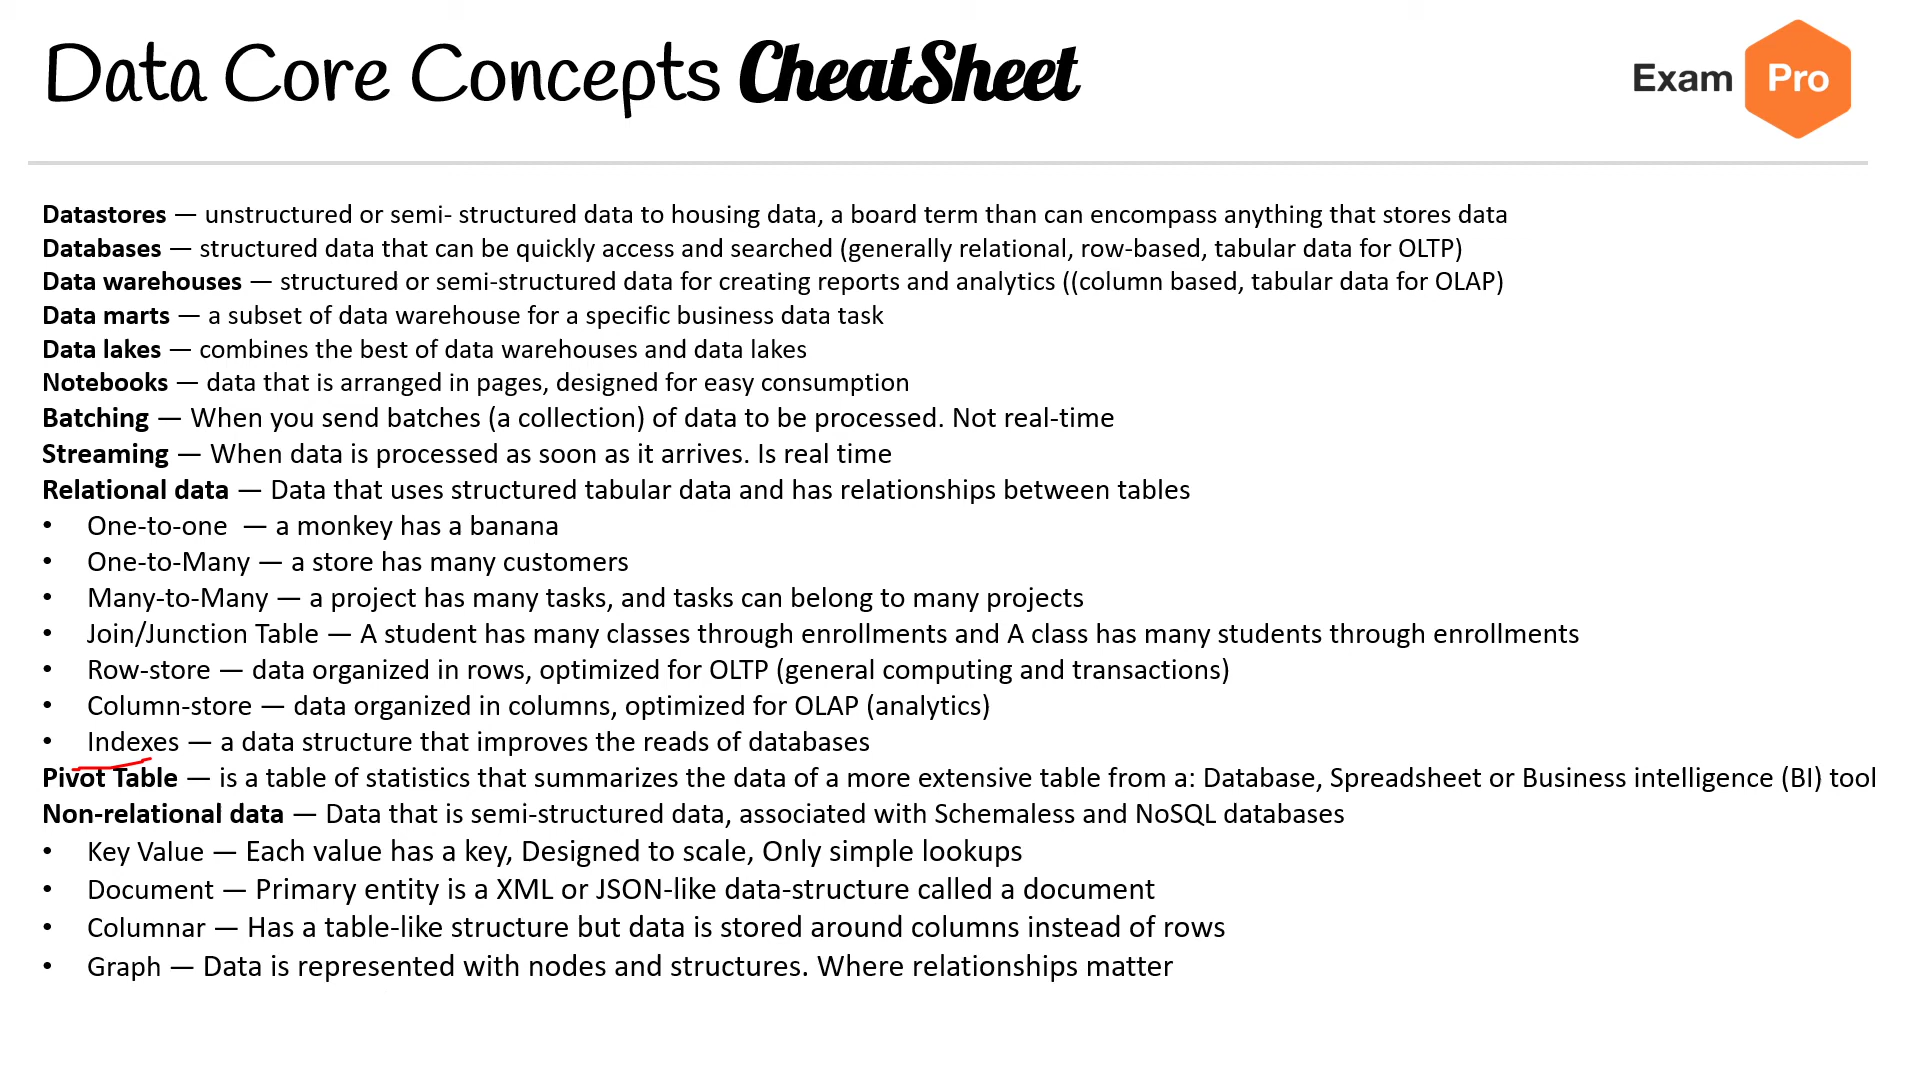 Data Core Concepts CheatSheet
Exam Pro
Datastores — unstructured or semi- structured data to housing data, a board term than can encompass anything that stores data
Databases — structured data that can be quickly access and searched (generally relational, row-based, tabular data for OLTP)
Data warehouses — structured or semi-structured data for creating reports and analytics ((column based, tabular data for OLAP)
Data marts — a subset of data warehouse for a specific business data task
Data lakes — combines the best of data warehouses and data lakes
Notebooks — data that is arranged in pages, designed for easy consumption
Batching — When you send batches (a collection) of data to be processed. Not real-time
Streaming — When data is processed as soon as it arrives. Is real time
Relational data — Data that uses structured tabular data and has relationships between tables
• One-to-one — a monkey has a banana
• One-to-Many — a store has many customers
• Many-to-Many — a project has many tasks, and tasks can belong to many projects
• Join/Junction Table — A student has many classes through enrollments and A class has many students through enrollments
• Row-store — data organized in rows, optimized for OLTP (general computing and transactions)
• Column-store — data organized in columns, optimized for OLAP (analytics)
• Indexes — a data structure that improves the reads of databases
Pivot Table — is a table of statistics that summarizes the data of a more extensive table from a: Database, Spreadsheet or Business intelligence (BI) tool
Non-relational data — Data that is semi-structured data, associated with Schemaless and NoSQL databases
• Key Value — Each value has a key, Designed to scale, Only simple lookups
• Document — Primary entity is a XML or JSON-like data-structure called a document
• Columnar — Has a table-like structure but data is stored around columns instead of rows
• Graph — Data is represented with nodes and structures. Where relationships matter